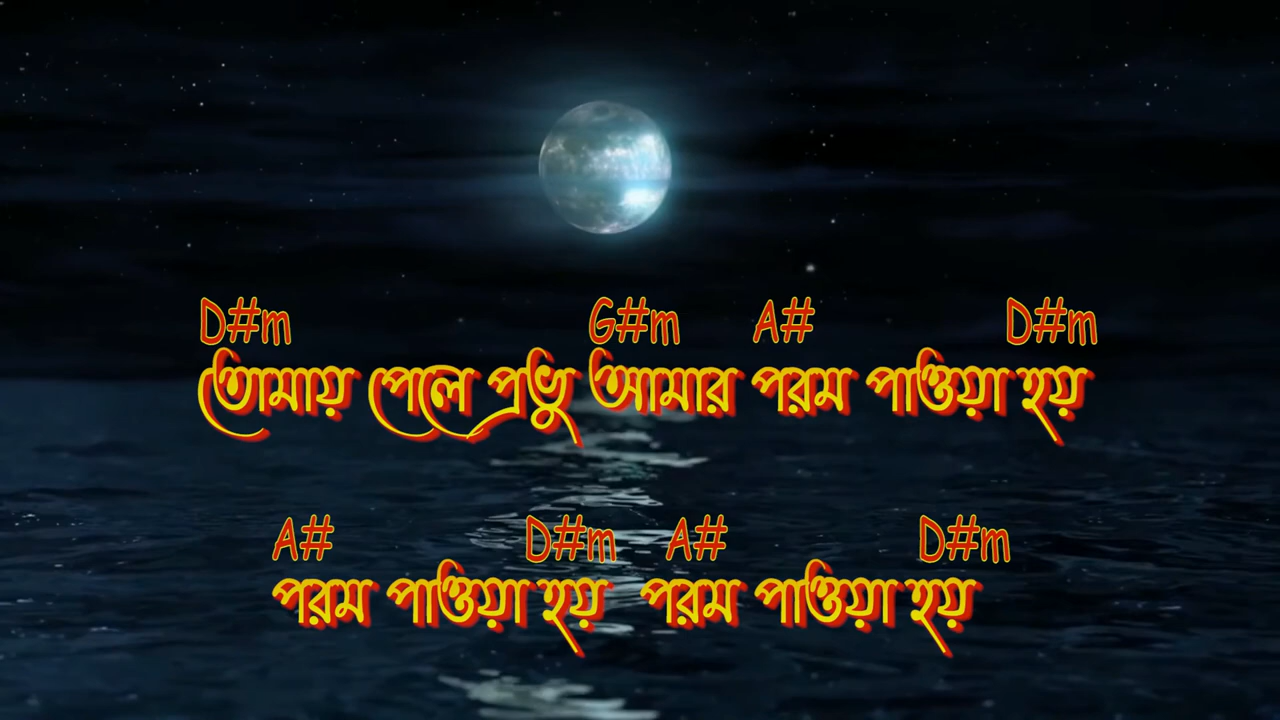 D#m G#m A# D#m
তোমায় পেলে প্রভু আমার পরম পাওয়া হয়
A# D#m A# D#m
পরম পাওয়া হয় পরম পাওয়া হয়